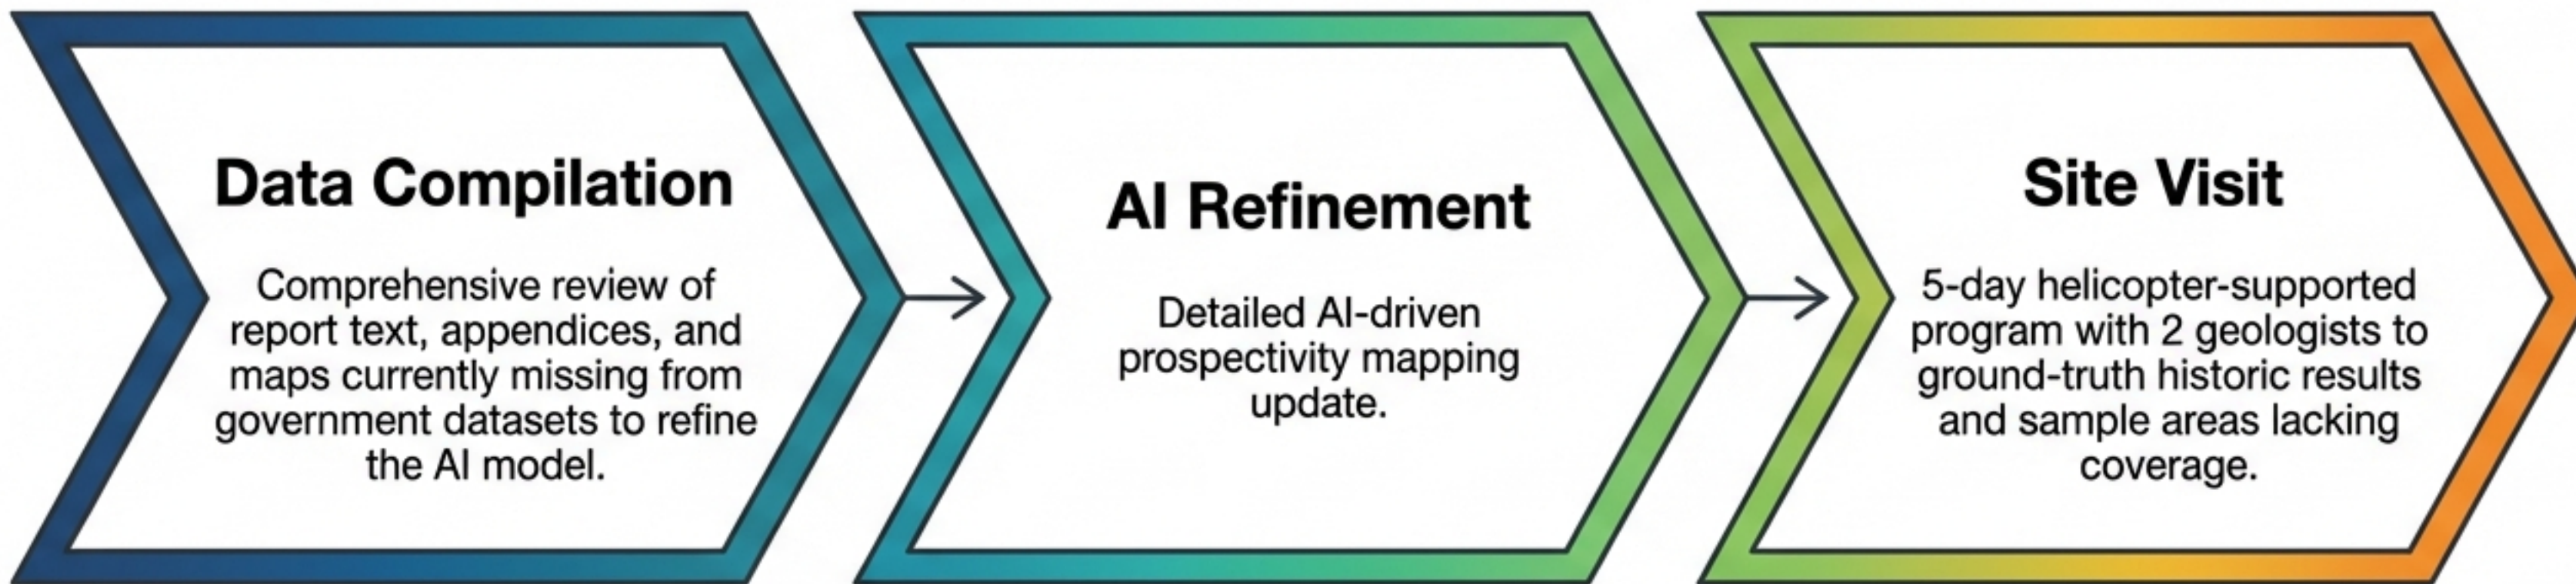 Data Compilation
Comprehensive review of
report text, appendices, and
maps currently missing from
government datasets to refine
the AI model.
AI Refinement
Detailed AI-driven
prospectivity mapping
update.
Site Visit
5-day helicopter-supported
program with 2 geologists to
ground-truth historic results
and sample areas lacking
coverage.